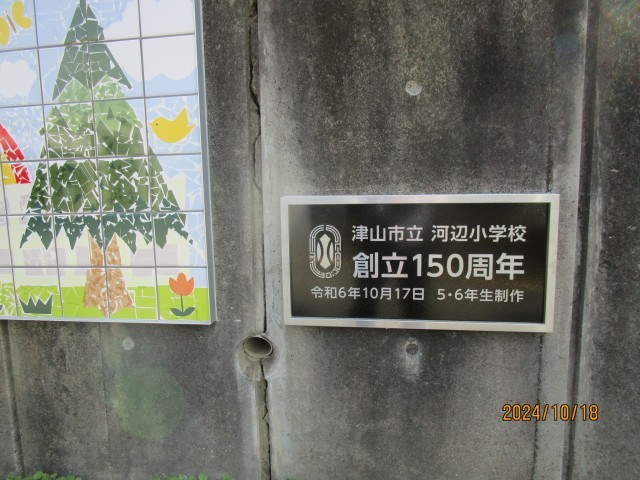 津山市立 河辺小学校
創立150周年
令和6年10月17日 5・6年生制作
2024/10/18